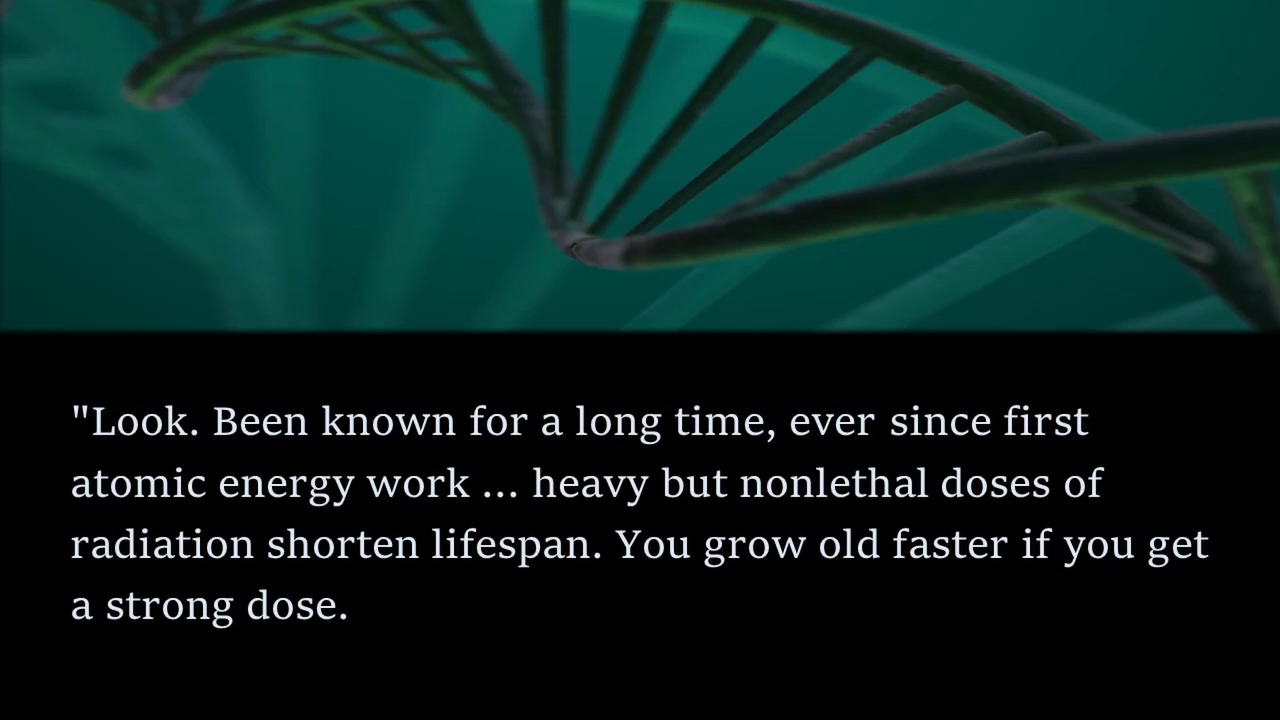 "Look. Been known for a long time, ever since first
atomic energy work ... heavy but nonlethal doses of
radiation shorten lifespan. You grow old faster if you get
a strong dose.